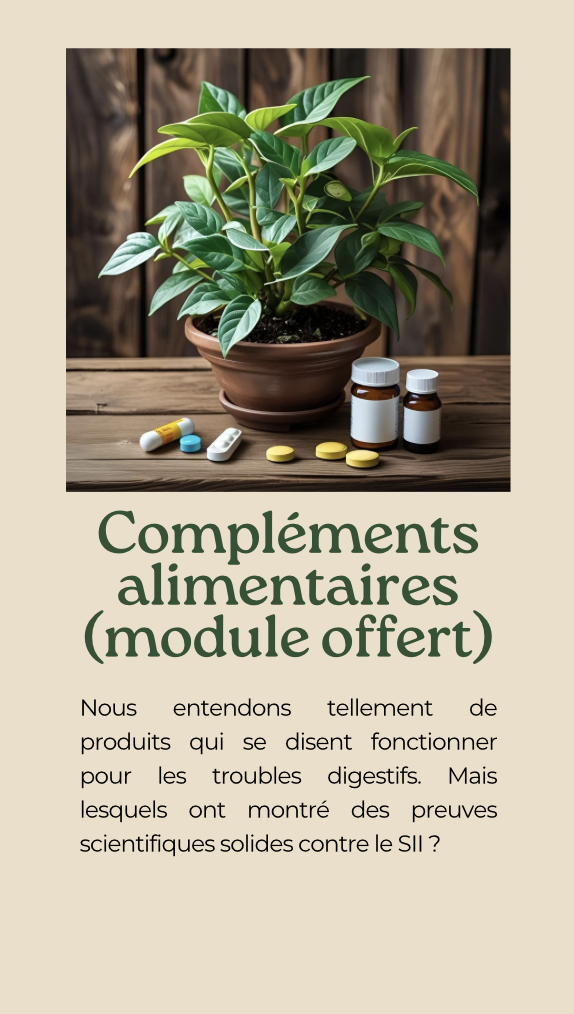 Compléments
alimentaires
(module offert)
Nous entendons tellement de
produits qui se disent fonctionner
pour les troubles digestifs. Mais
lesquels ont montré des preuves
scientifiques solides contre le SII ?